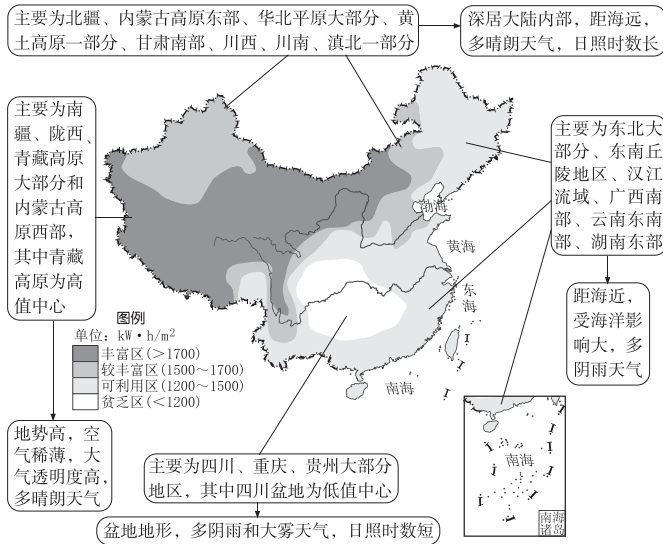 主要为北疆、内蒙古高原东部、华北平原大部分、黄
土高原一部分、甘肃南部、川西、川南、滇北一部分
深居大陆内部，距海远，
多晴朗天气，日照时数长
主要为南
疆、陇西、
青藏高原
大部分和
内蒙古高
原西部，
其中青藏
高原为高
值中心
主要为东北大
部分、东南丘
陵地区、汉江
流域、广西南
部、云南东南
部、湖南东部
渤海
黄海
东
海
南海
距海近，
受海洋影
响大，多
阴雨天气
图例
单位：kW·h/m²
丰富区(>1700)
较丰富区(1500～1700)
可利用区(1200～1500)
贫乏区(<1200)
地势高，空
气稀薄，大
气透明度高，
多晴朗天气
主要为四川、重庆、贵州大部分
地区，其中四川盆地为低值中心
盆地地形，多阴雨和大雾天气，日照时数短
南海
南海
诸岛